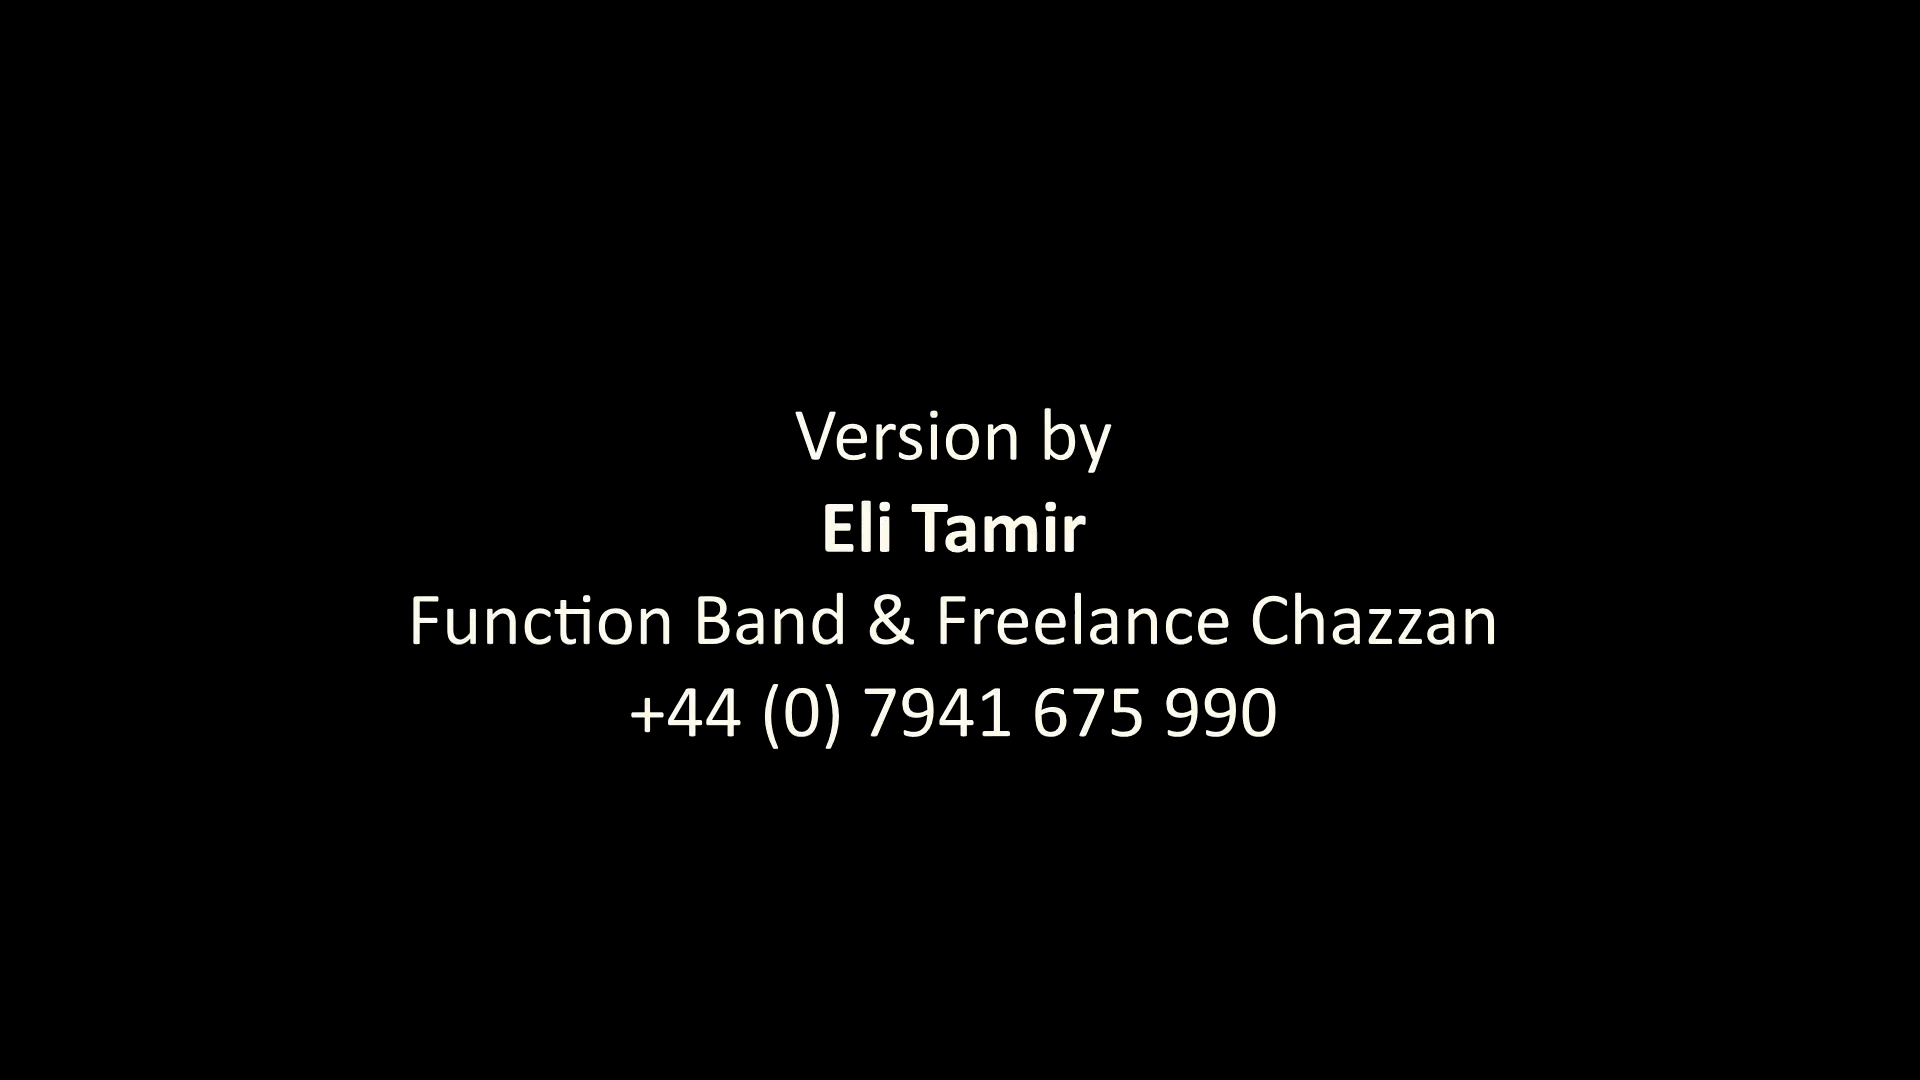 Version by
Eli Tamir
Function Band & Freelance Chazzan
+44 (0) 7941 675 990